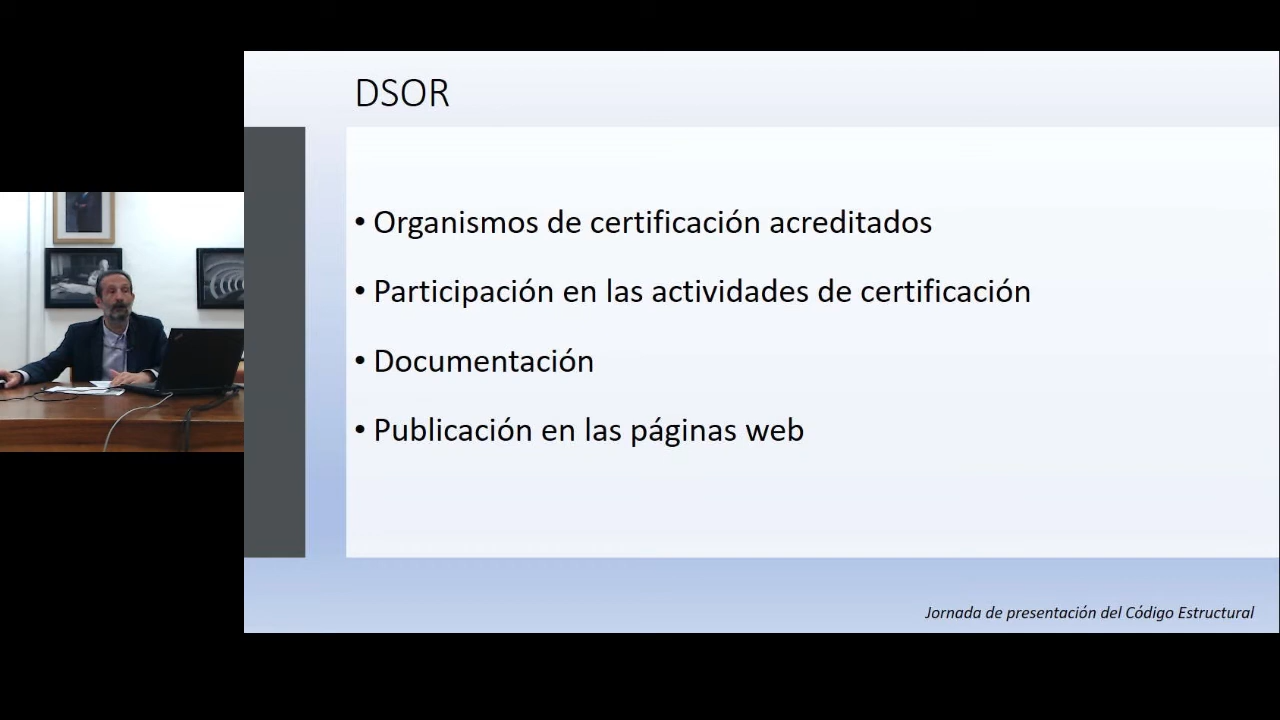 DSOR
• Organismos de certificación acreditados
• Participación en las actividades de certificación
• Documentación
• Publicación en las páginas web
Jornada de presentación del Código Estructural